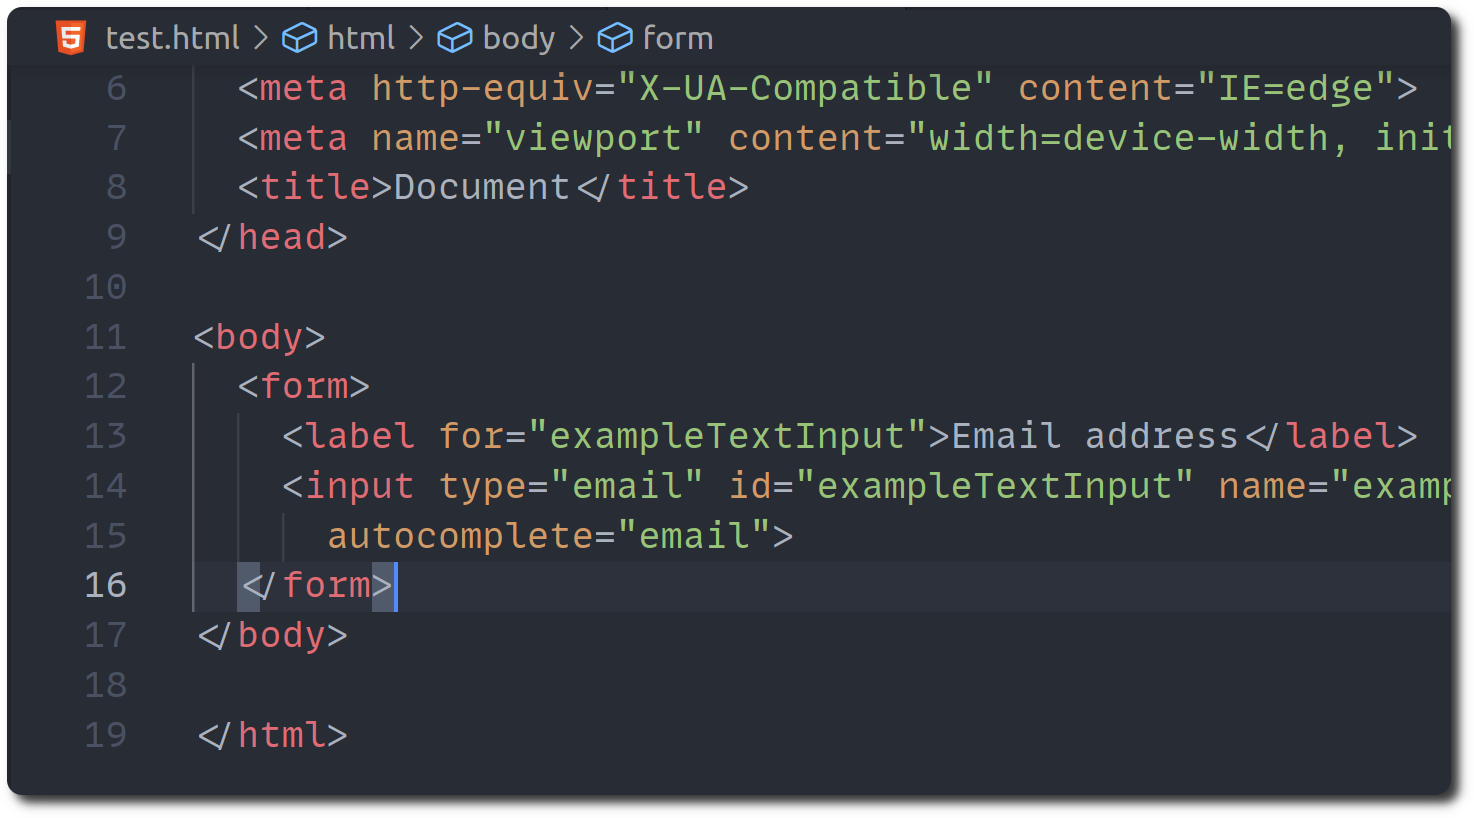 test.html > html > body > form
6 <meta http-equiv="X-UA-Compatible" content="IE=edge">
7 <meta name="viewport" content="width=device-width, init
8 <title>Document</title>
9 </head>
10
11 <body>
12 <form>
13 <label for="exampleTextInput">Email address</label>
14 <input type="email" id="exampleTextInput" name="examp
15 autocomplete="email">
16 </form>
17 </body>
18
19 </html>